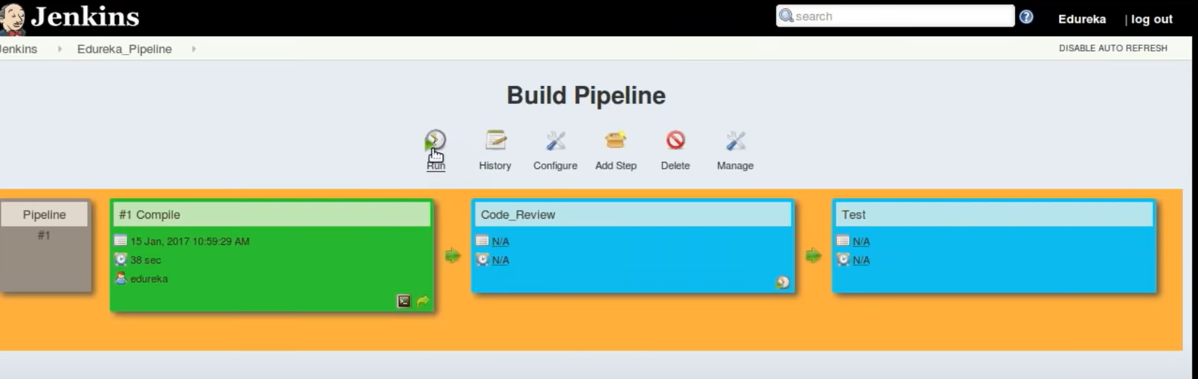 Jenkins
search
Edureka | log out
Jenkins Edureka_Pipeline
DISABLE AUTO REFRESH
Build Pipeline
Run History Configure Add Step Delete Manage
Pipeline
#1
#1 Compile
15 Jan, 2017 10:59:29 AM
38 sec
edureka
Code_Review
N/A
N/A
Test
N/A
N/A